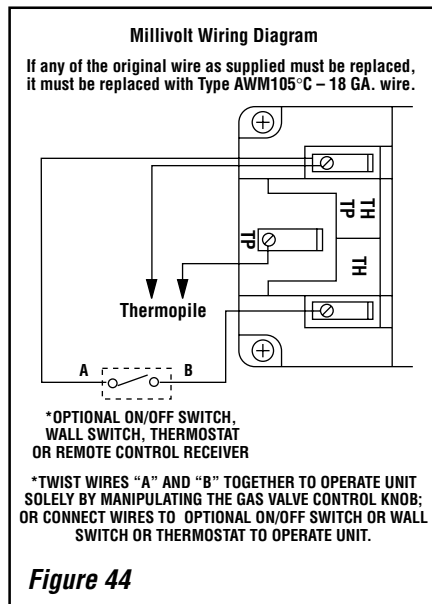 Millivolt Wiring Diagram
If any of the original wire as supplied must be replaced,
it must be replaced with Type AWM105°C – 18 GA. wire.
TH
TP
TP
TH
Thermopile
A
B
*OPTIONAL ON/OFF SWITCH,
WALL SWITCH, THERMOSTAT
OR REMOTE CONTROL RECEIVER
*TWIST WIRES “A” AND “B” TOGETHER TO OPERATE UNIT
SOLELY BY MANIPULATING THE GAS VALVE CONTROL KNOB;
OR CONNECT WIRES TO OPTIONAL ON/OFF SWITCH OR WALL
SWITCH OR THERMOSTAT TO OPERATE UNIT.
Figure 44